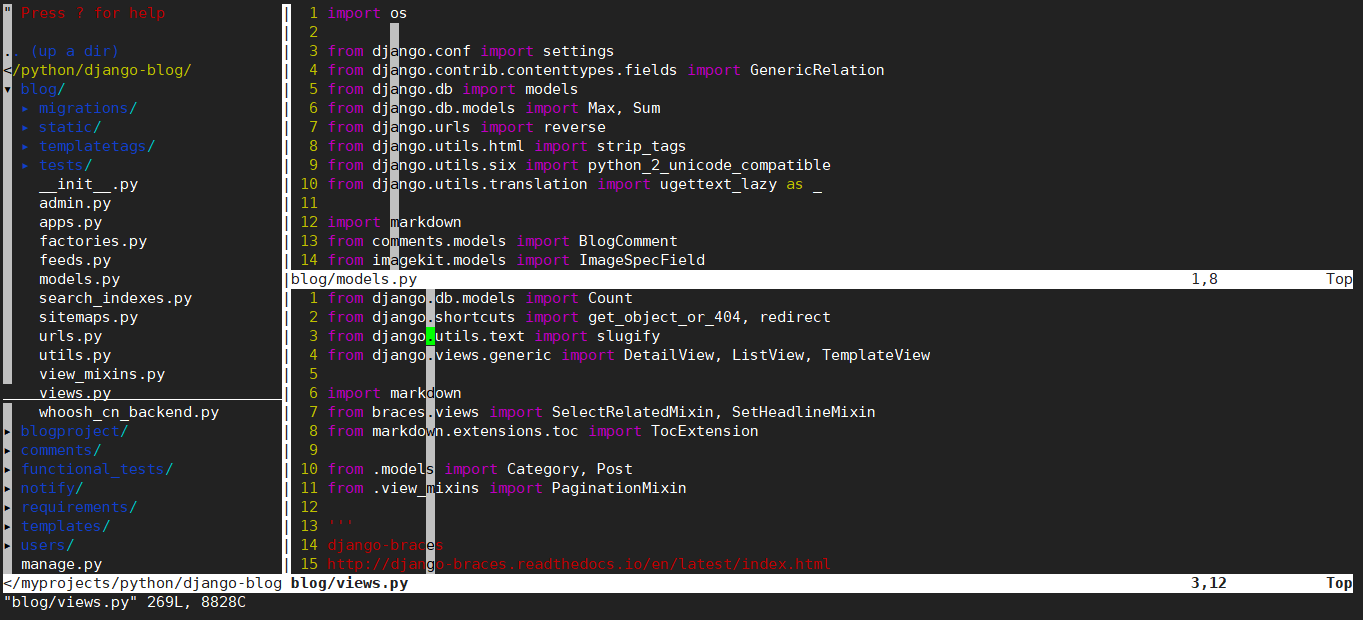 " Press ? for help
.. (up a dir)
</python/django-blog/
▾ blog/
▸ migrations/
▸ static/
▸ templatetags/
▸ tests/
__init__.py
admin.py
apps.py
factories.py
feeds.py
models.py
search_indexes.py
sitemaps.py
urls.py
utils.py
view_mixins.py
views.py
whoosh_cn_backend.py
▸ blogproject/
▸ comments/
▸ functional_tests/
▸ notify/
▸ requirements/
▸ templates/
▸ users/
manage.py
</myprojects/python/django-blog
1 import os
2
3 from django.conf import settings
4 from django.contrib.contenttypes.fields import GenericRelation
5 from django.db import models
6 from django.db.models import Max, Sum
7 from django.urls import reverse
8 from django.utils.html import strip_tags
9 from django.utils.six import python_2_unicode_compatible
10 from django.utils.translation import ugettext_lazy as _
11
12 import markdown
13 from comments.models import BlogComment
14 from imagekit.models import ImageSpecField
blog/models.py 1,8 Top
1 from django.db.models import Count
2 from django.shortcuts import get_object_or_404, redirect
3 from django.utils.text import slugify
4 from django.views.generic import DetailView, ListView, TemplateView
5
6 import markdown
7 from braces.views import SelectRelatedMixin, SetHeadlineMixin
8 from markdown.extensions.toc import TocExtension
9
10 from .models import Category, Post
11 from .view_mixins import PaginationMixin
12
13 '''
14 django-braces
15 http://django-braces.readthedocs.io/en/latest/index.html
blog/views.py 3,12 Top
"blog/views.py" 269L, 8828C